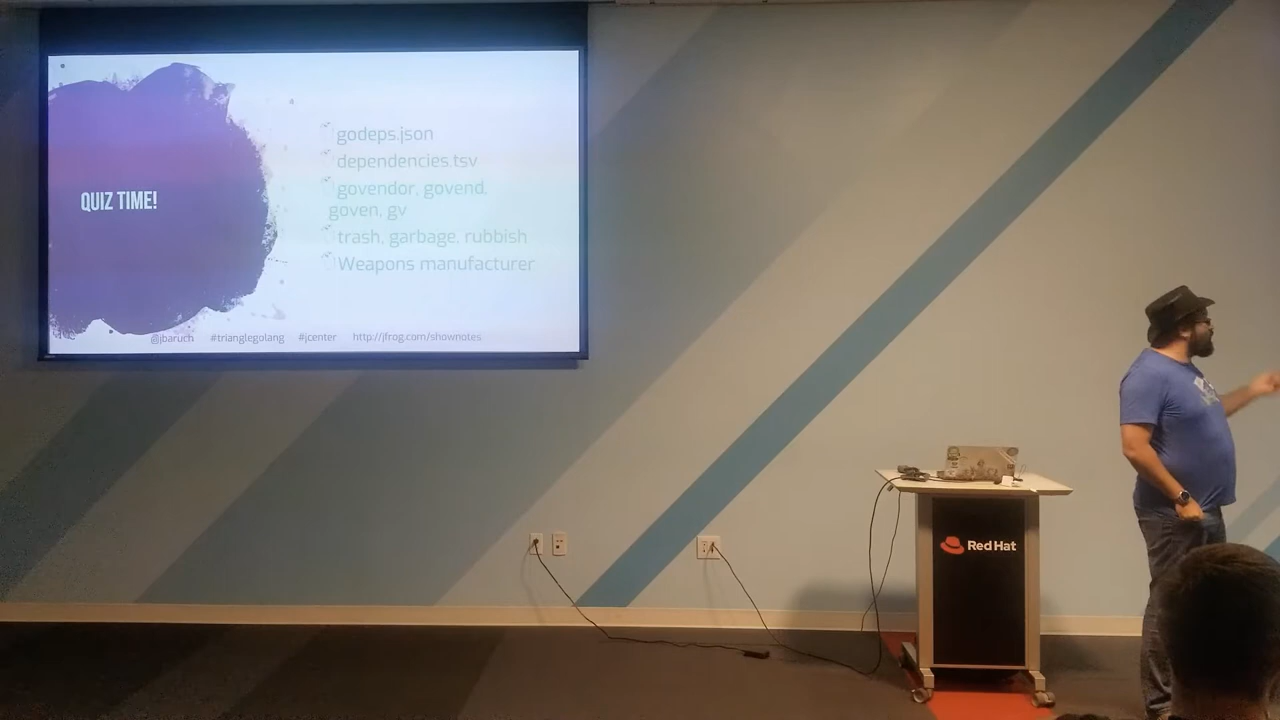 QUIZ TIME!
godeps.json
dependencies.tsv
govendor, govend,
goven, gv
trash, garbage, rubbish
Weapons manufacturer
@jbaruch #trianglegolang #jcenter http://jfrog.com/shownotes
Red Hat